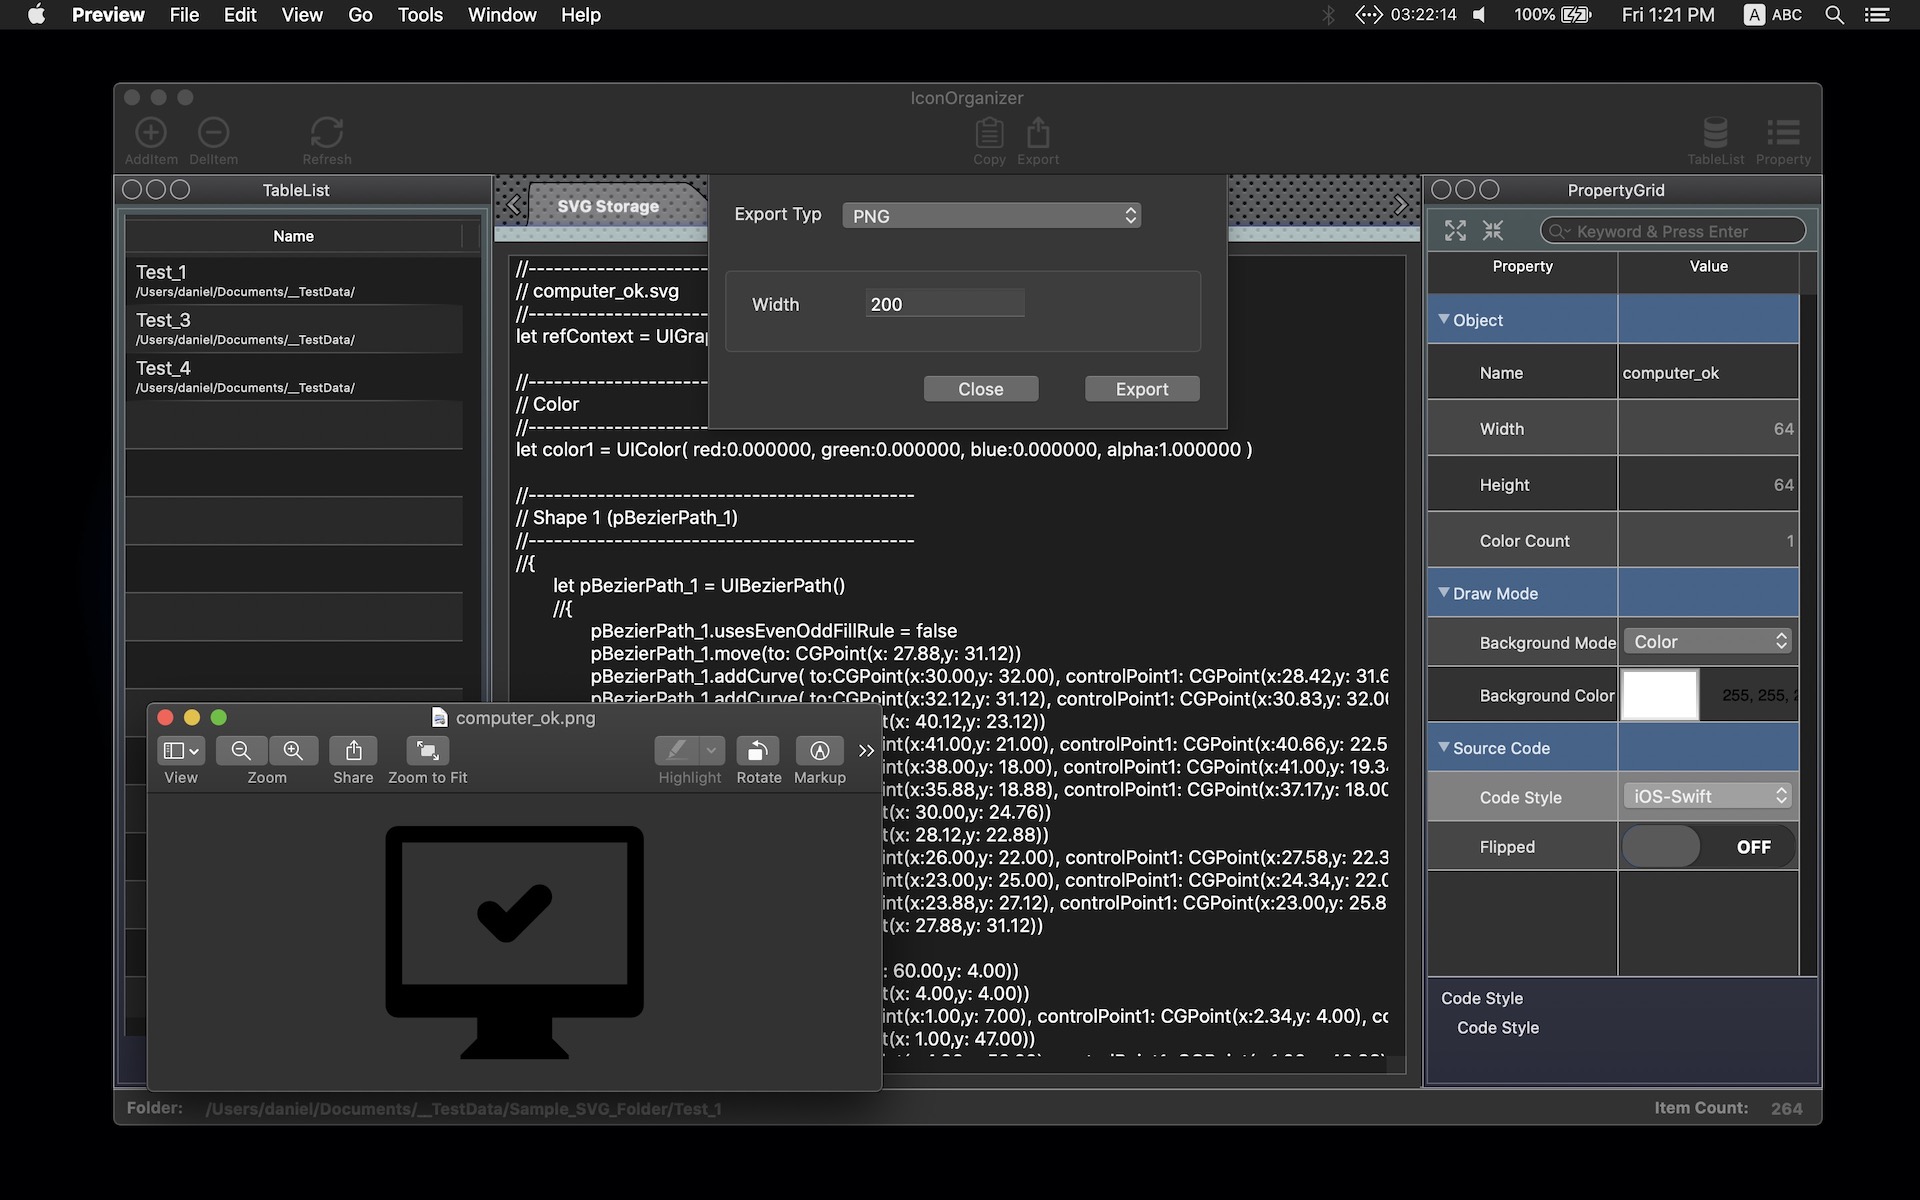 Preview File Edit View Go Tools Window Help
03:22:14 100% Fri 1:21 PM A ABC
IconOrganizer
AddItem DelItem Refresh Copy Export TableList Property
TableList
Name
Test_1
/Users/daniel/Documents/__TestData/
Test_3
/Users/daniel/Documents/__TestData/
Test_4
/Users/daniel/Documents/__TestData/
SVG Storage
Export Typ PNG
Width 200
Close Export
//---------------------
// computer_ok.svg
//---------------------
let refContext = UIGra
//---------------------
// Color
//---------------------
let color1 = UIColor( red:0.000000, green:0.000000, blue:0.000000, alpha:1.000000 )
//---------------------------------------------
// Shape 1 (pBezierPath_1)
//---------------------------------------------
//{
let pBezierPath_1 = UIBezierPath()
//{
pBezierPath_1.usesEvenOddFillRule = false
pBezierPath_1.move(to: CGPoint(x: 27.88,y: 31.12))
pBezierPath_1.addCurve( to:CGPoint(x:30.00,y: 32.00), controlPoint1: CGPoint(x:28.42,y: 31.6
pBezierPath_1.addCurve( to:CGPoint(x:32.12,y: 31.12), controlPoint1: CGPoint(x:30.83,y: 32.0
t(x: 40.12,y: 23.12))
int(x:41.00,y: 21.00), controlPoint1: CGPoint(x:40.66,y: 22.5
int(x:38.00,y: 18.00), controlPoint1: CGPoint(x:41.00,y: 19.3
int(x:35.88,y: 18.88), controlPoint1: CGPoint(x:37.17,y: 18.00
t(x: 30.00,y: 24.76))
t(x: 28.12,y: 22.88))
int(x:26.00,y: 22.00), controlPoint1: CGPoint(x:27.58,y: 22.3
int(x:23.00,y: 25.00), controlPoint1: CGPoint(x:24.34,y: 22.0
int(x:23.88,y: 27.12), controlPoint1: CGPoint(x:23.00,y: 25.8
t(x: 27.88,y: 31.12))
: 60.00,y: 4.00))
t(x: 4.00,y: 4.00))
int(x:1.00,y: 7.00), controlPoint1: CGPoint(x:2.34,y: 4.00), co
t(x: 1.00,y: 47.00))
computer_ok.png
View Zoom Share Zoom to Fit Highlight Rotate Markup
PropertyGrid
Keyword & Press Enter
Property Value
Object
Name computer_ok
Width 64
Height 64
Color Count 1
Draw Mode
Background Mode Color
Background Color 255, 255,
Source Code
Code Style iOS-Swift
Flipped OFF
Code Style
Code Style
Folder: /Users/daniel/Documents/__TestData/Sample_SVG_Folder/Test_1
Item Count: 264